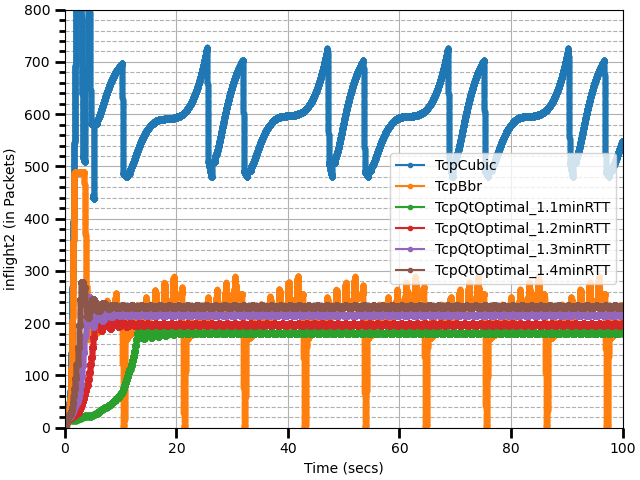 800
700
600
500
400
300
200
100
0
inflight2 (in Packets)
TcpCubic
TcpBbr
TcpQtOptimal_1.1minRTT
TcpQtOptimal_1.2minRTT
TcpQtOptimal_1.3minRTT
TcpQtOptimal_1.4minRTT
0 20 40 60 80 100
Time (secs)